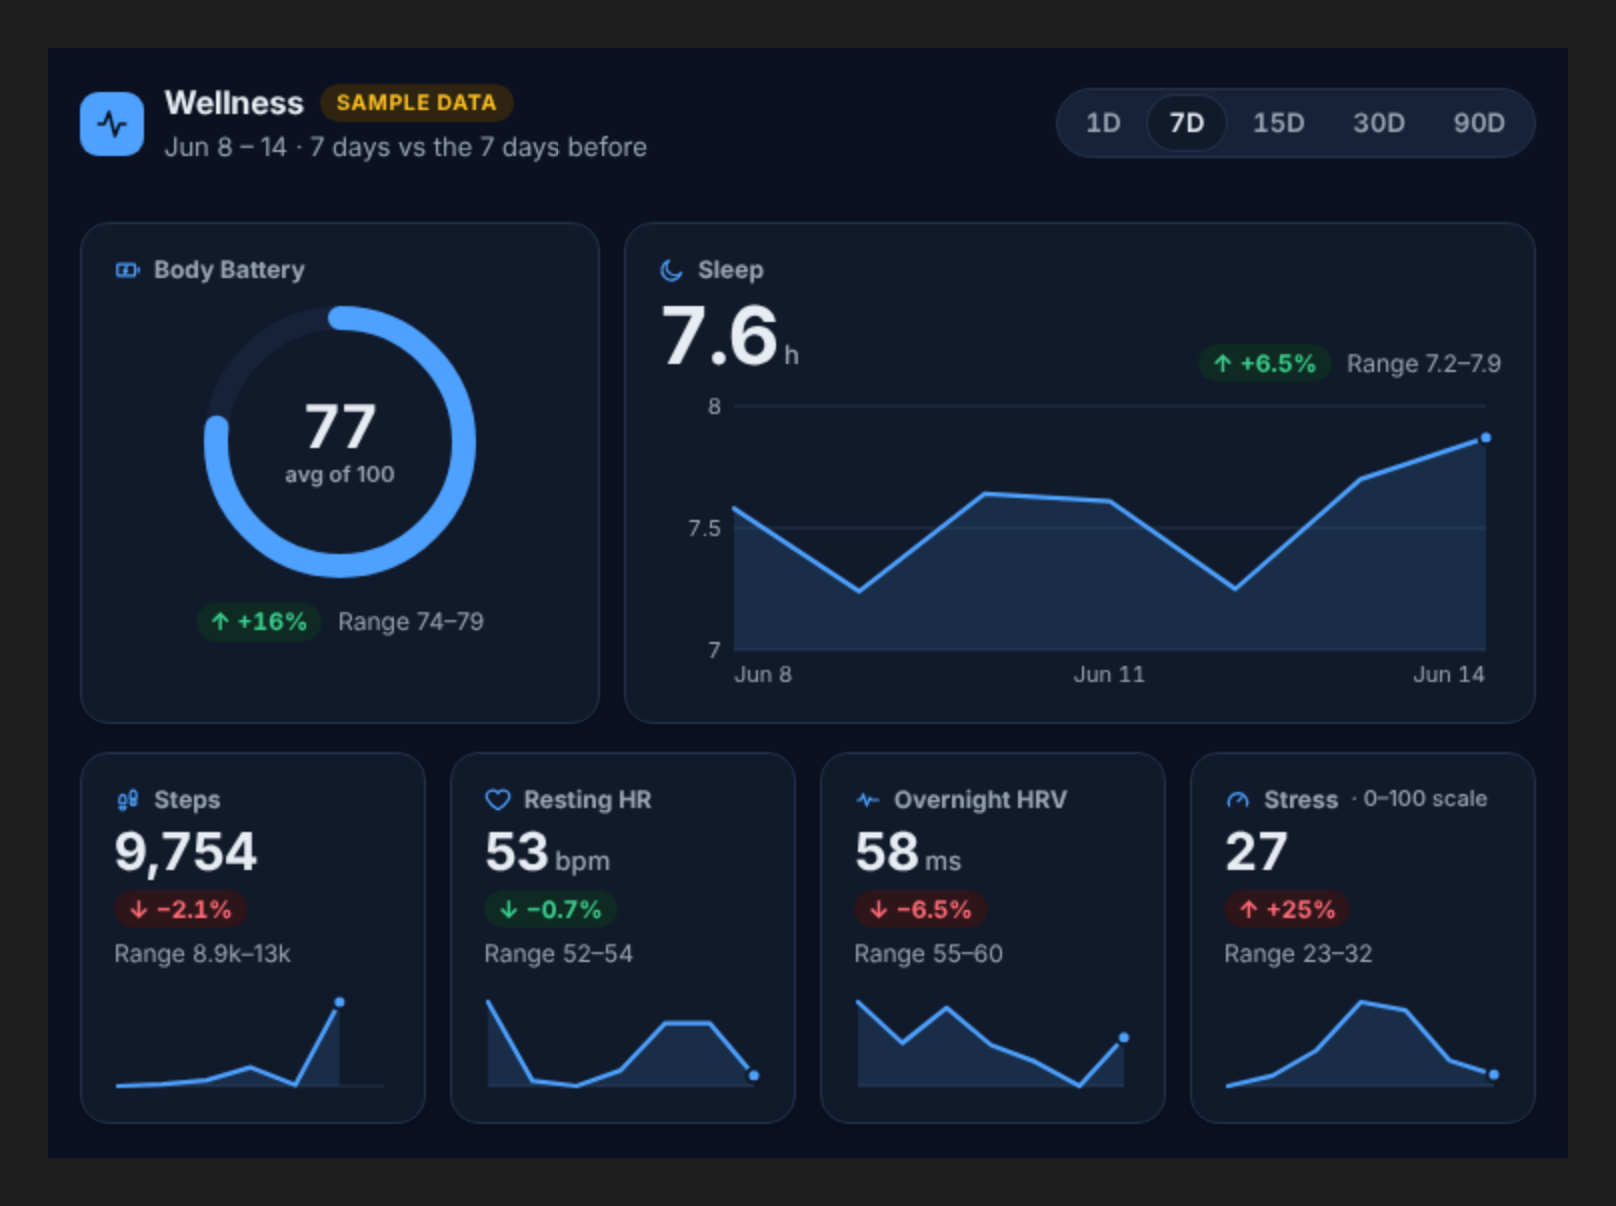 Wellness SAMPLE DATA
Jun 8 – 14 · 7 days vs the 7 days before
1D 7D 15D 30D 90D
Body Battery
77
avg of 100
↑ +16% Range 74–79
Sleep
7.6 h
↑ +6.5% Range 7.2–7.9
8
7.5
7
Jun 8 Jun 11 Jun 14
Steps
9,754
↓ −2.1%
Range 8.9k–13k
Resting HR
53 bpm
↓ −0.7%
Range 52–54
Overnight HRV
58 ms
↓ −6.5%
Range 55–60
Stress · 0–100 scale
27
↑ +25%
Range 23–32